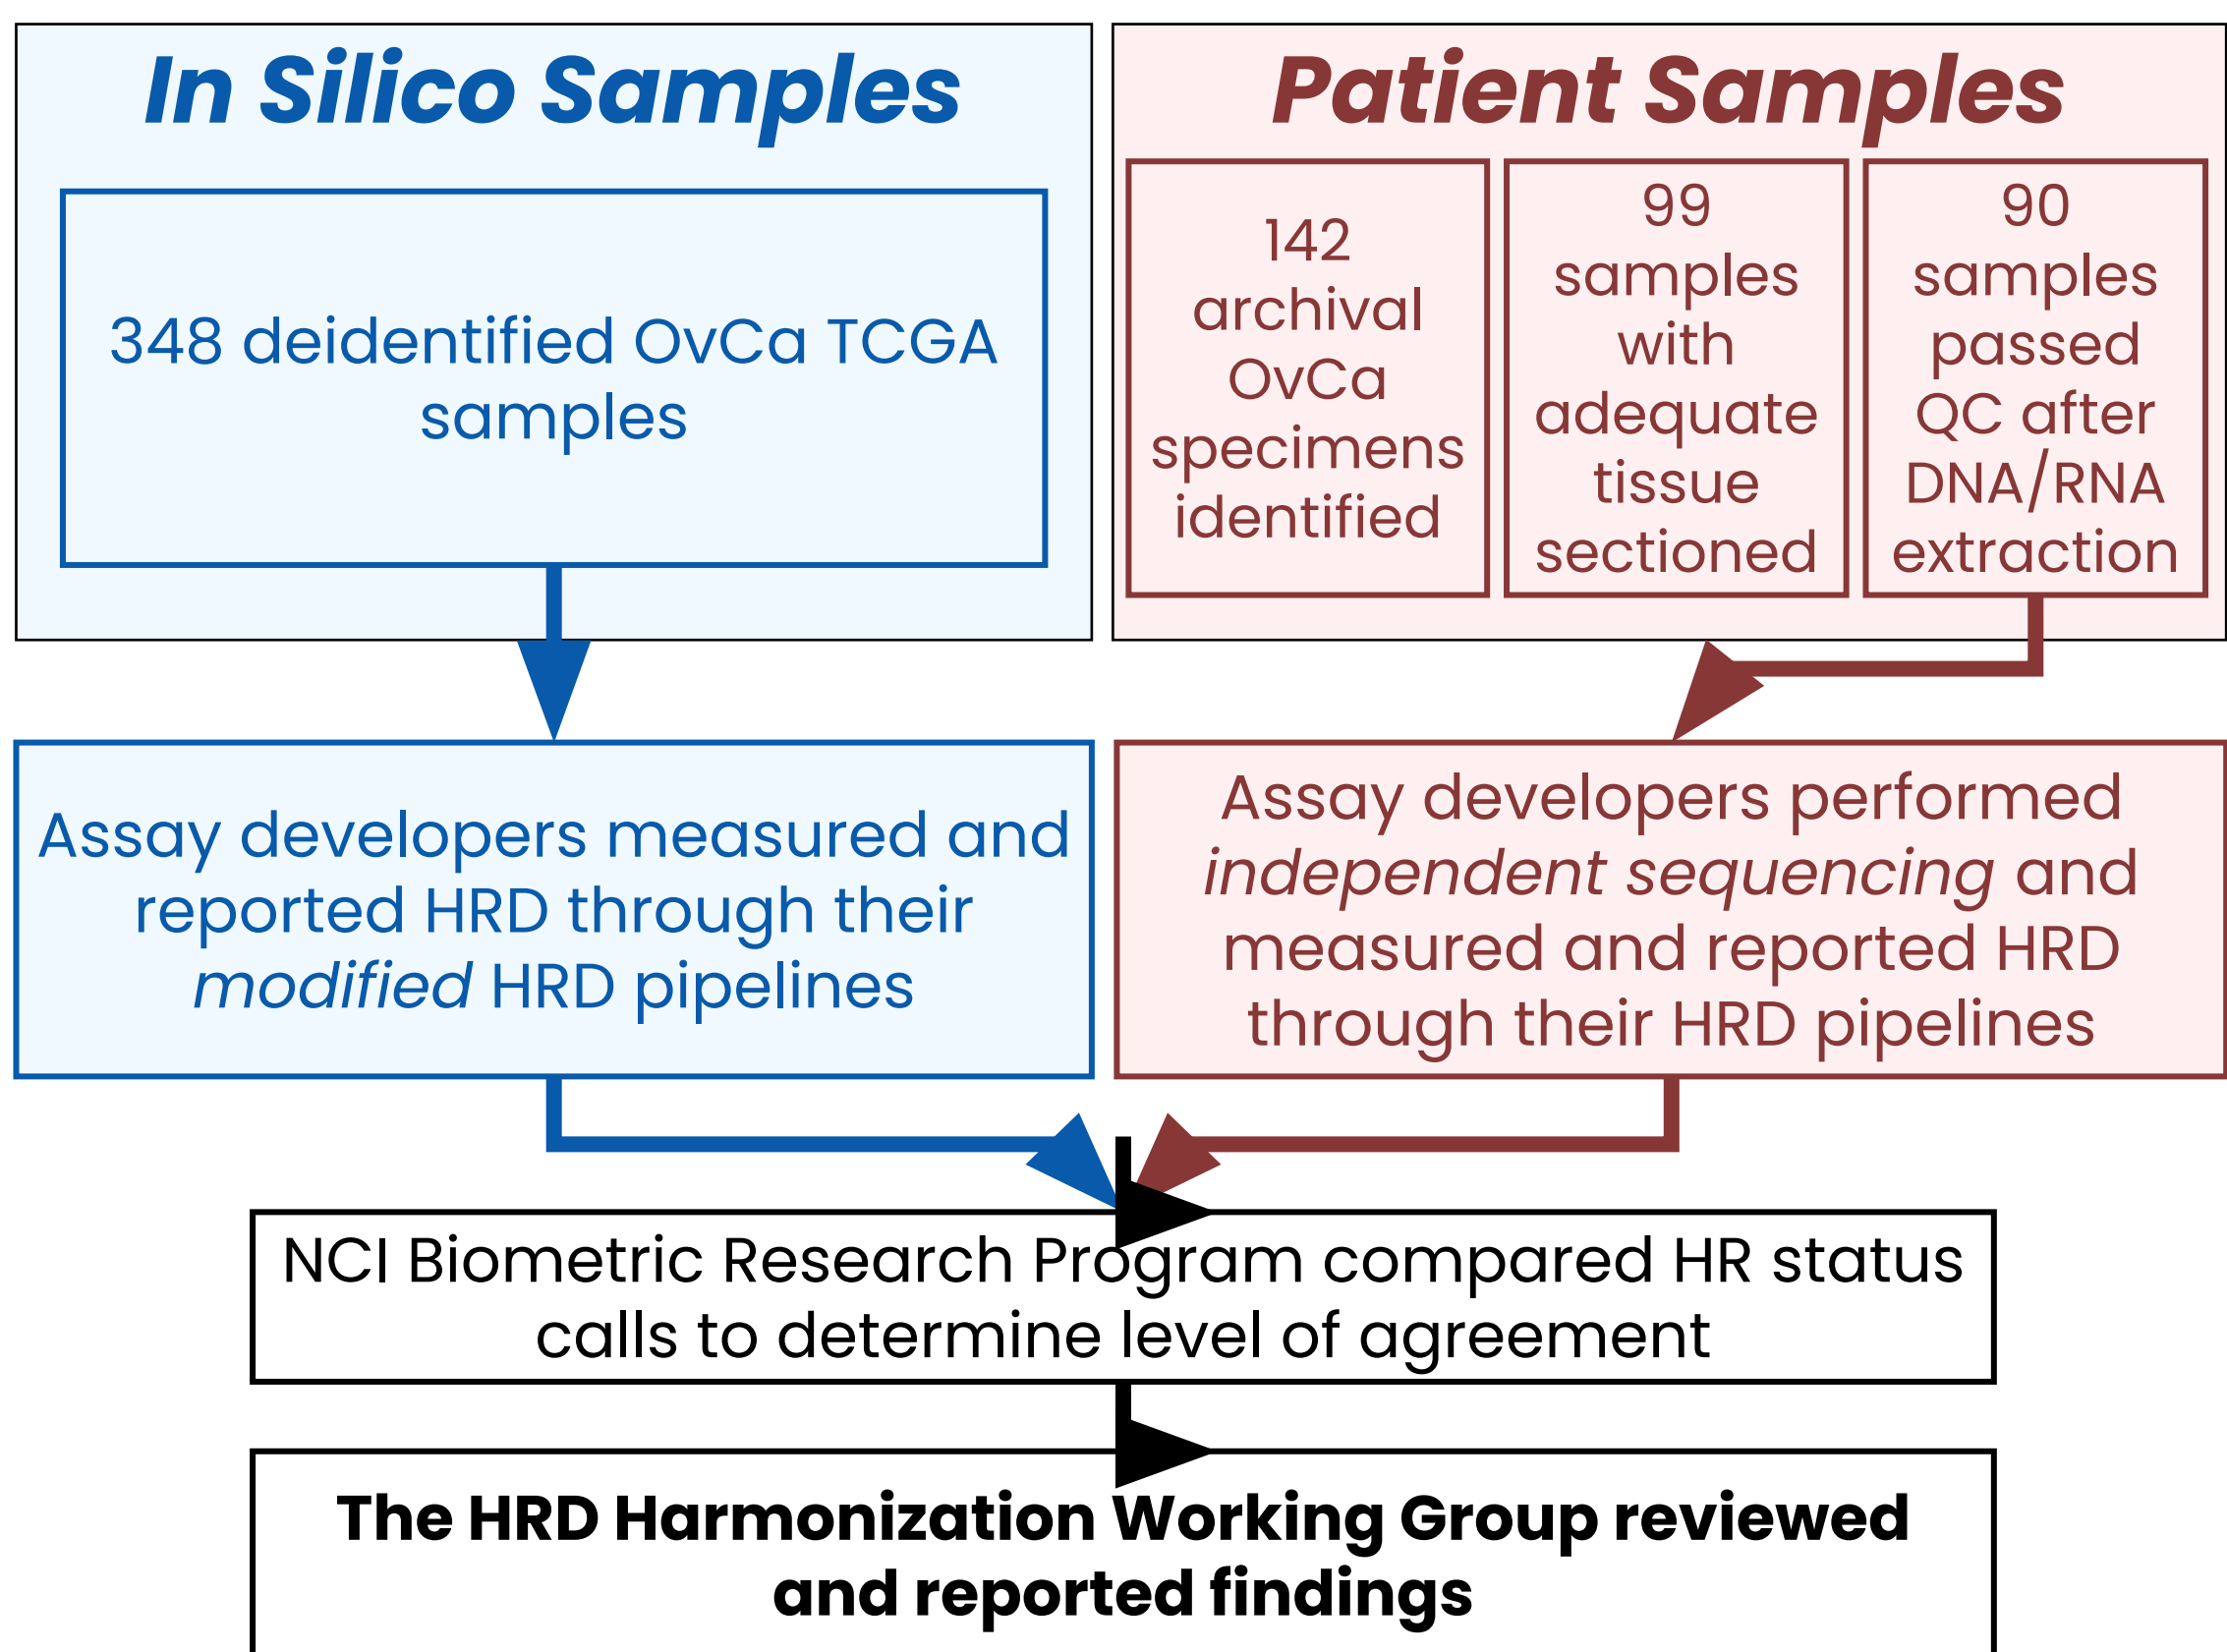 In Silico Samples
348 deidentified OvCa TCGA
samples
Patient Samples
142
archival
OvCa
specimens
identified
99
samples
with
adequate
tissue
sectioned
90
samples
passed
QC after
DNA/RNA
extraction
Assay developers measured and
reported HRD through their
modified HRD pipelines
Assay developers performed
independent sequencing and
measured and reported HRD
through their HRD pipelines
NCI Biometric Research Program compared HR status
calls to determine level of agreement
The HRD Harmonization Working Group reviewed
and reported findings